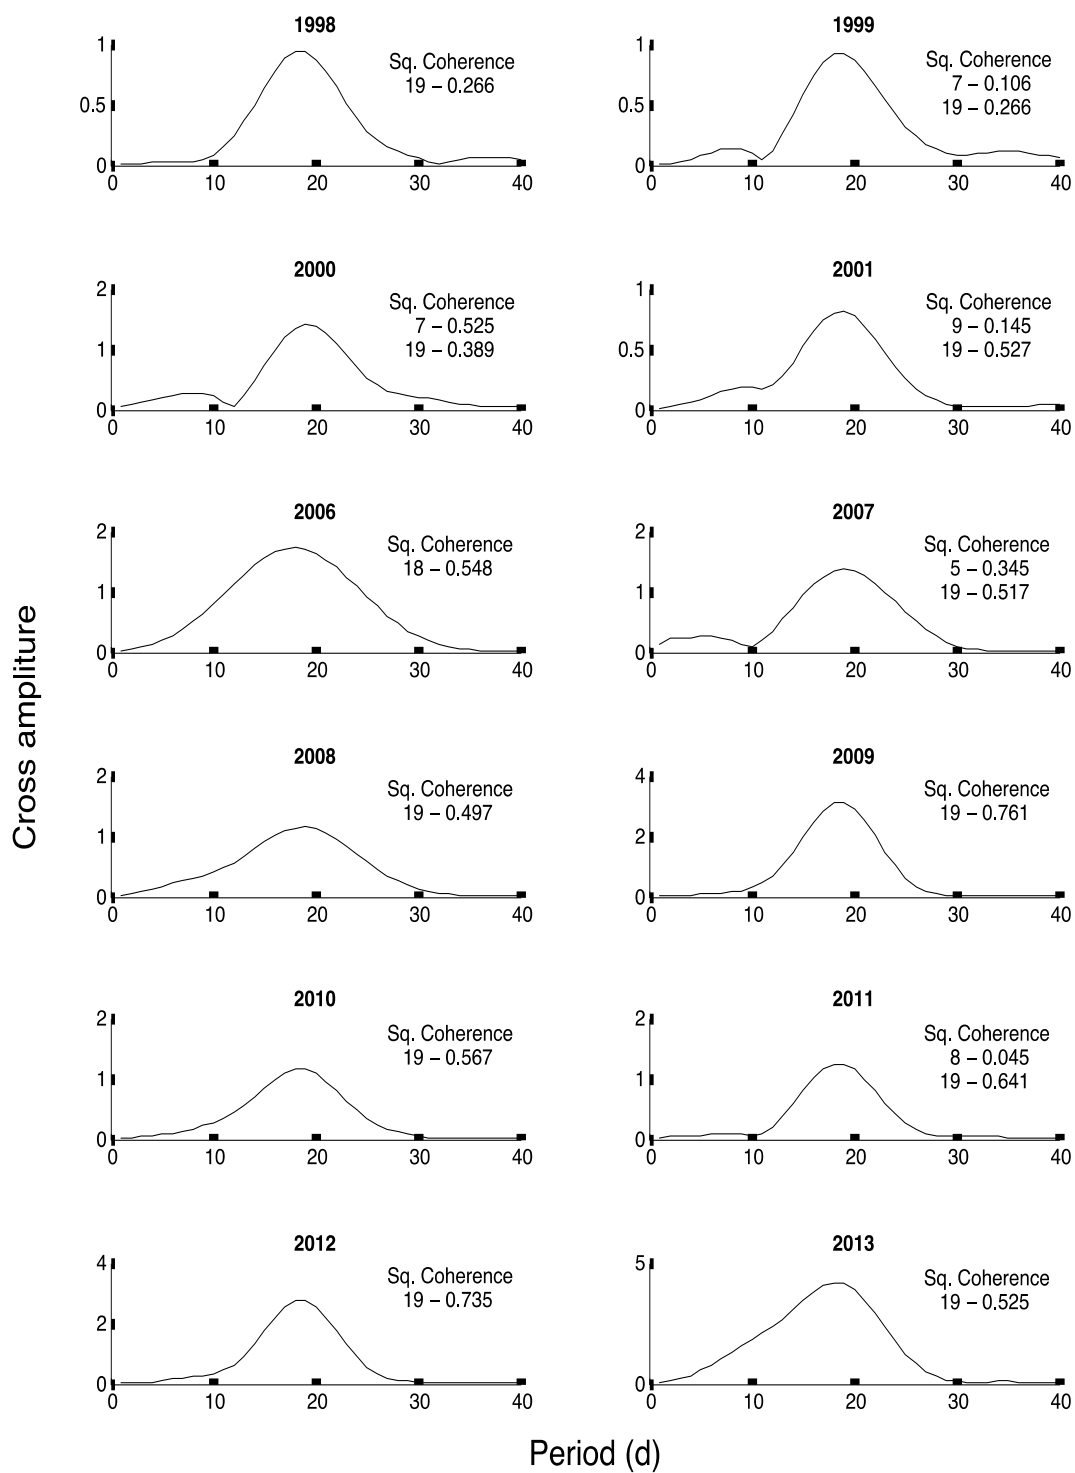 1998
Sq. Coherence
19 – 0.266
1
0.5
0
0 10 20 30 40
1999
Sq. Coherence
7 – 0.106
19 – 0.266
1
0.5
0
0 10 20 30 40
2000
Sq. Coherence
7 – 0.525
19 – 0.389
2
1
0
0 10 20 30 40
2001
Sq. Coherence
9 – 0.145
19 – 0.527
1
0.5
0
0 10 20 30 40
2006
Sq. Coherence
18 – 0.548
2
1
0
0 10 20 30 40
2007
Sq. Coherence
5 – 0.345
19 – 0.517
2
1
0
0 10 20 30 40
Cross ampliture
2008
Sq. Coherence
19 – 0.497
2
1
0
0 10 20 30 40
2009
Sq. Coherence
19 – 0.761
4
2
0
0 10 20 30 40
2010
Sq. Coherence
19 – 0.567
2
1
0
0 10 20 30 40
2011
Sq. Coherence
8 – 0.045
19 – 0.641
2
1
0
0 10 20 30 40
2012
Sq. Coherence
19 – 0.735
4
2
0
0 10 20 30 40
2013
Sq. Coherence
19 – 0.525
5
0
0 10 20 30 40
Period (d)